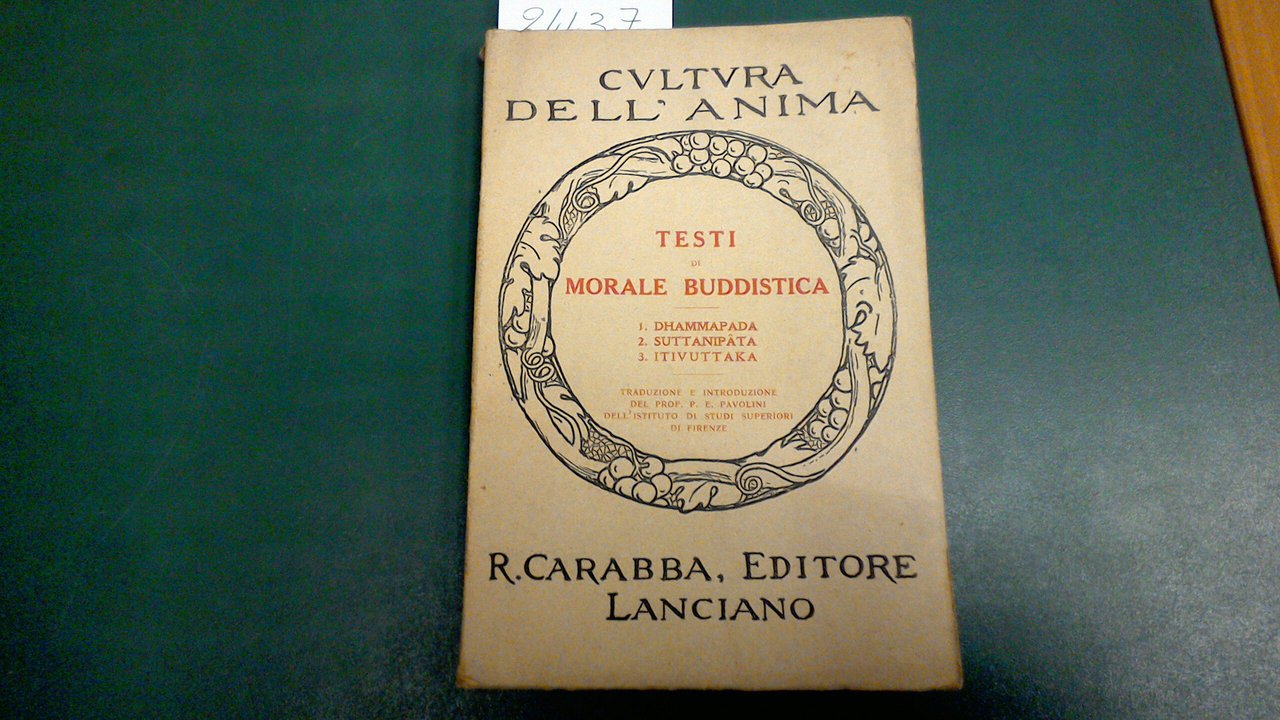 94137
CVLTVRA
DELL'ANIMA
TESTI
DI
MORALE BUDDISTICA
1. DHAMMAPADA
2. SUTTANIPÂTA
3. ITIVUTTAKA
TRADUZIONE E INTRODUZIONE
DEL PROF. P. E. PAVOLINI
DELL'ISTITUTO DI STUDI SUPERIORI
DI FIRENZE
R. CARABBA, EDITORE
LANCIANO